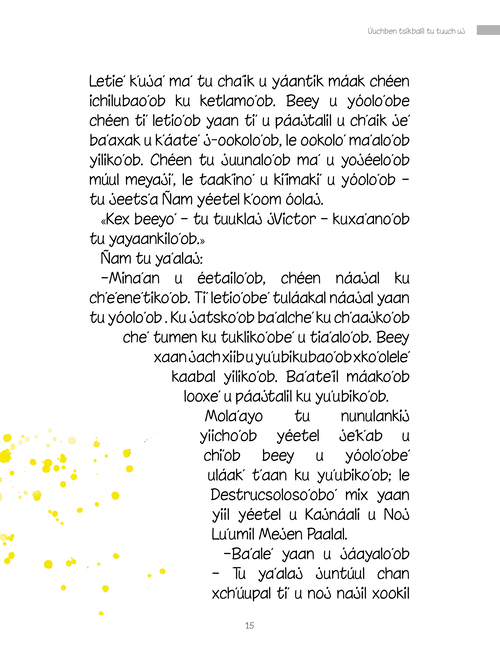 Úuchben tsikbalil tu tuuch uj
Letie' k'uja' ma' tu cha'ik u yáantik máak chéen
ichilubao'ob ku ketlamo'ob. Beey u yóolo'obe
chéen ti' letio'ob yaan ti' u páajtalil u ch'aik je'
ba'axak u k'áate' j-ookolo'ob, le ookolo' ma'alo'ob
yiliko'ob. Chéen tu juunalo'ob ma' u yojéelo'ob
múul meyaji', le taak'ino' u kíimaki' u yóolo'ob –
tu jeets'a Ñam yéetel k'oom óolaj.
«Kex beeyo' – tu tuuklaj jVictor – kuxa'ano'ob
tu yayaankilo'ob.»
Ñam tu ya'alaj:
–Mina'an u éetailo'ob, chéen náajal ku
ch'e'enetiko'ob. Ti' letio'obe' tuláakal náajal yaan
tu yóolo'ob . Ku jatsko'ob ba'alche' ku ch'aajko'ob
che' tumen ku tukliko'obe' u tia'alo'ob. Beey
xaan jach xiib u yu'ubikubao'ob xko'olele'
kaabal yiliko'ob. Ba'ate'il máako'ob
looxe' u páajtalil ku yu'ubiko'ob.
Mola'ayo tu nunulankij
yiicho'ob yéetel je'k'ab u
chi'ob beey u yóolo'obe'
uláak' t'aan ku yu'ubiko'ob; le
Destrucsoloso'obo' mix yaan
yiil yéetel u Kajnáali u Noj
Lu'umil Mejen Paalal.
–Ba'ale' yaan u jáayalo'ob
– Tu ya'alaj juntúul chan
xch'úupal ti' u noj najil xookil
15